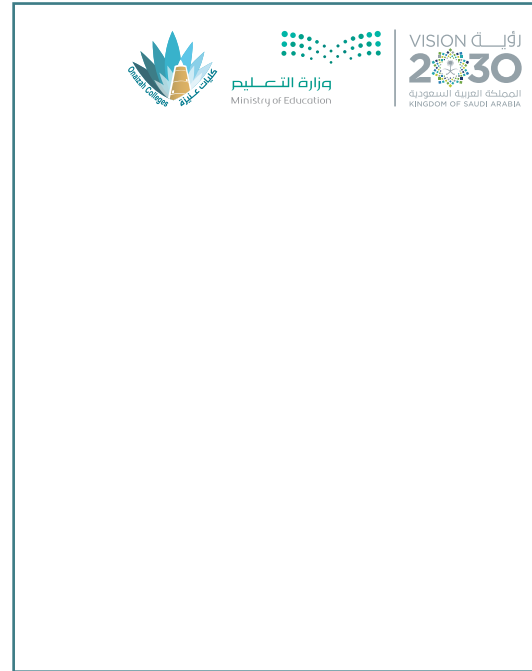 كليات عنيزة
Onaizah Colleges
وزارة التعليم
Ministry of Education
VISION رؤية
2030
المملكة العربية السعودية
KINGDOM OF SAUDI ARABIA